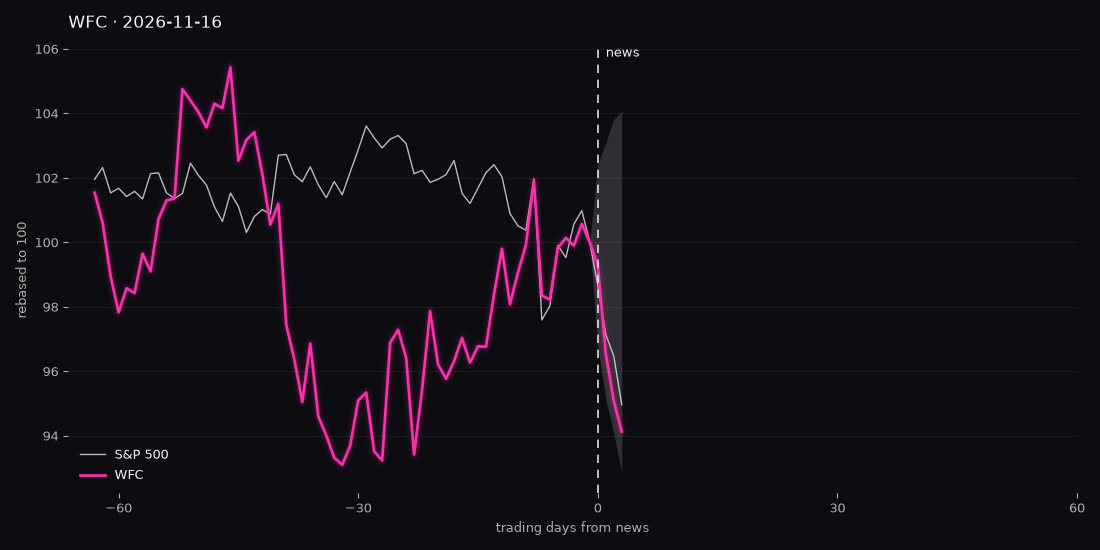 WFC · 2026-11-16
106
104
102
100
98
96
94
rebased to 100
news
S&P 500
WFC
−60
−30
0
30
60
trading days from news